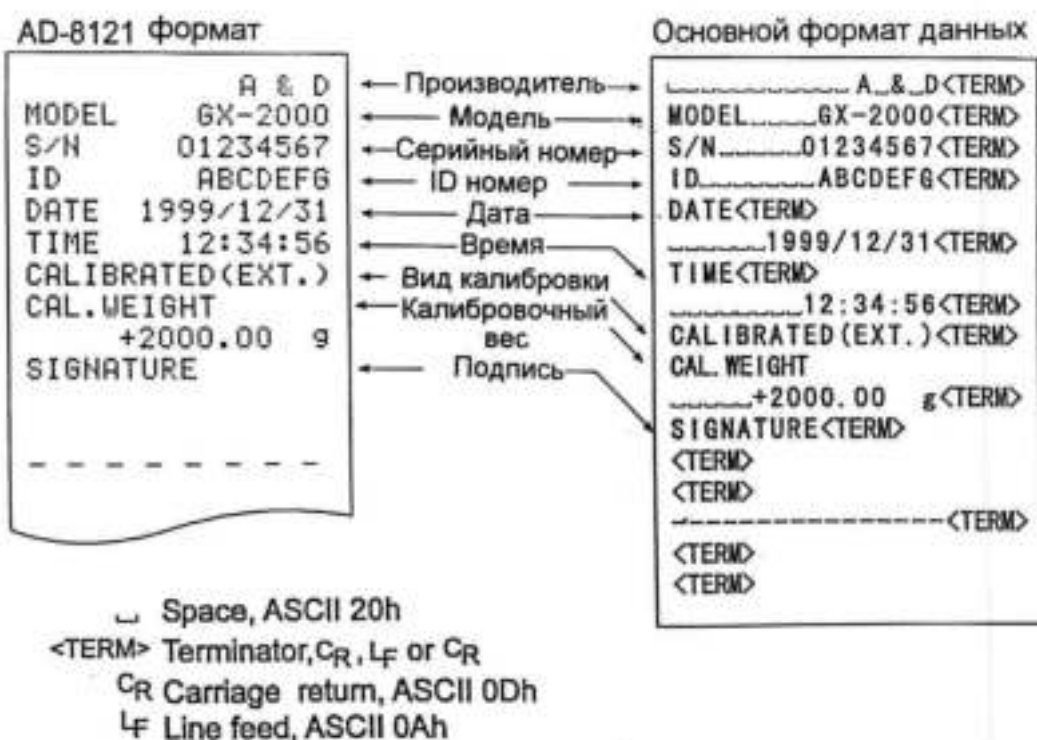 AD-8121 формат
A & D
MODEL GX-2000
S/N 01234567
ID ABCDEFG
DATE 1999/12/31
TIME 12:34:56
CALIBRATED(EXT.)
CAL.WEIGHT
+2000.00 g
SIGNATURE
- - - - - - - - - -
Производитель
Модель
Серийный номер
ID номер
Дата
Время
Вид калибровки
Калибровочный
вес
Подпись
Основной формат данных
␣␣␣␣␣␣␣␣␣␣␣A␣&␣D<TERM>
MODEL␣␣␣␣GX-2000<TERM>
S/N␣␣␣␣␣01234567<TERM>
ID␣␣␣␣␣␣␣ABCDEFG<TERM>
DATE<TERM>
␣␣␣␣␣␣1999/12/31<TERM>
TIME<TERM>
␣␣␣␣␣␣␣␣12:34:56<TERM>
CALIBRATED(EXT.)<TERM>
CAL.WEIGHT
␣␣␣␣␣+2000.00 g<TERM>
SIGNATURE<TERM>
<TERM>
<TERM>
----------------<TERM>
<TERM>
<TERM>
␣ Space, ASCII 20h
<TERM> Terminator,CR, LF or CR
CR Carriage return, ASCII 0Dh
LF Line feed, ASCII 0Ah